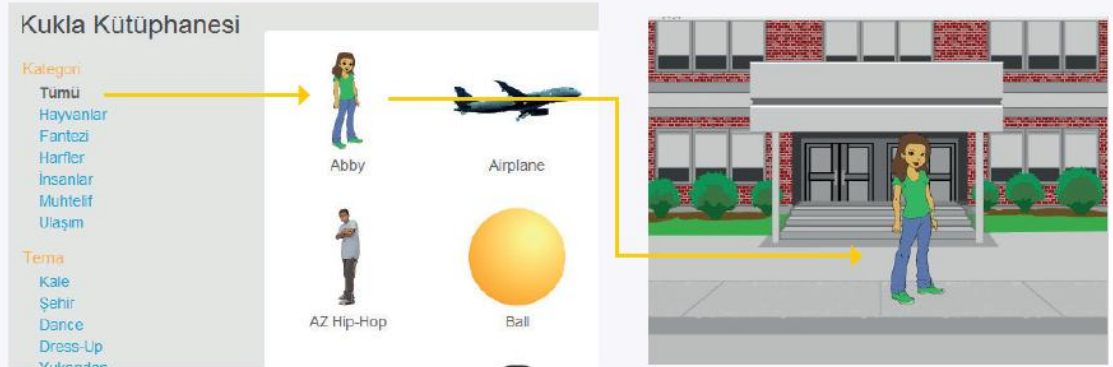 Kukla Kütüphanesi
Kategori
Tümü
Hayvanlar
Fantezi
Harfler
İnsanlar
Muhtelif
Ulaşım
Tema
Kale
Şehir
Dance
Dress-Up
Abby
Airplane
AZ Hip-Hop
Ball